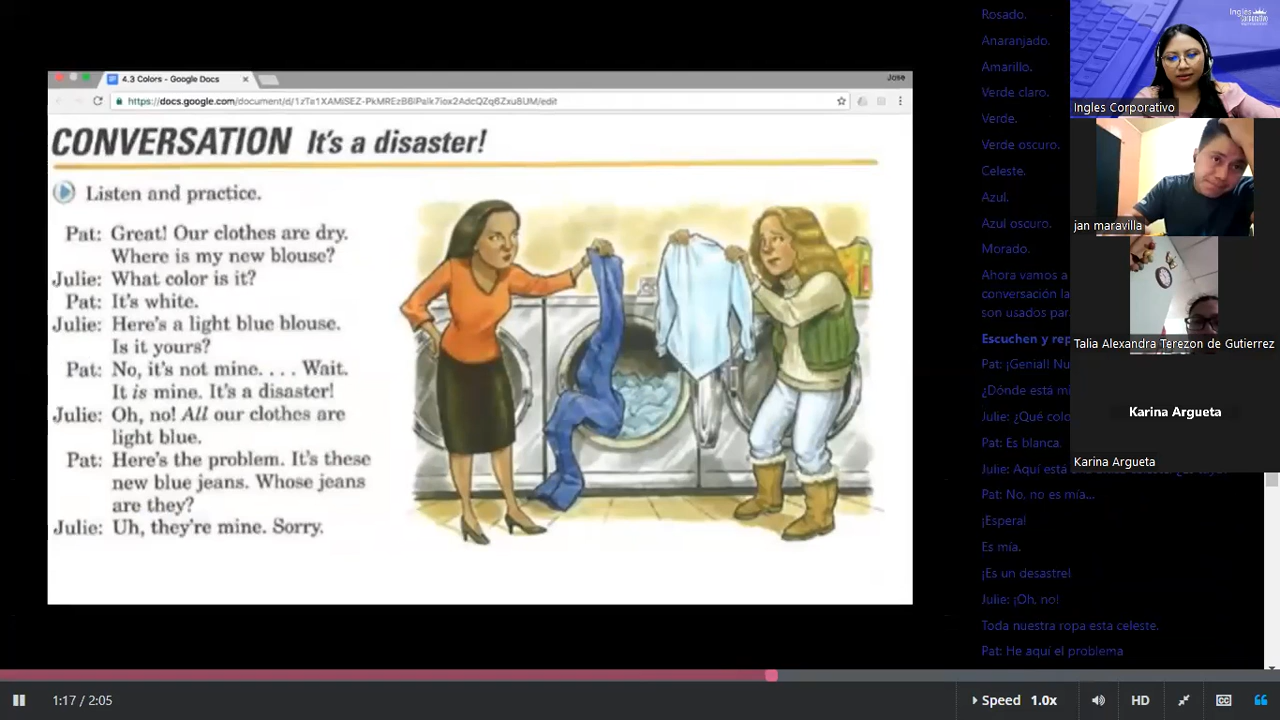 4.3 Colors - Google Docs
Jose
CONVERSATION It's a disaster!
Listen and practice.
Pat: Great! Our clothes are dry.
Where is my new blouse?
Julie: What color is it?
Pat: It's white.
Julie: Here's a light blue blouse.
Is it yours?
Pat: No, it's not mine. . . . Wait.
It is mine. It's a disaster!
Julie: Oh, no! All our clothes are
light blue.
Pat: Here's the problem. It's these
new blue jeans. Whose jeans
are they?
Julie: Uh, they're mine. Sorry.
Rosado.
Anaranjado.
Amarillo.
Verde claro.
Verde.
Verde oscuro.
Celeste.
Azul.
Azul oscuro.
Morado.
Ahora vamos a
conversación la
son usados par
Escuchen y rep
Pat: ¡Genial! Nu
¿Dónde está mi
Julie: ¿Qué colo
Pat: Es blanca.
Julie: Aquí está
Pat: No, no es mía...
¡Espera!
Es mía.
¡Es un desastre!
Julie: ¡Oh, no!
Toda nuestra ropa esta celeste.
Pat: He aquí el problema
Ingles
Corporativo
Ingles Corporativo
jan maravilla
Talia Alexandra Terezon de Gutierrez
Karina Argueta
Karina Argueta
1:17 / 2:05
Speed 1.0x
HD
CC